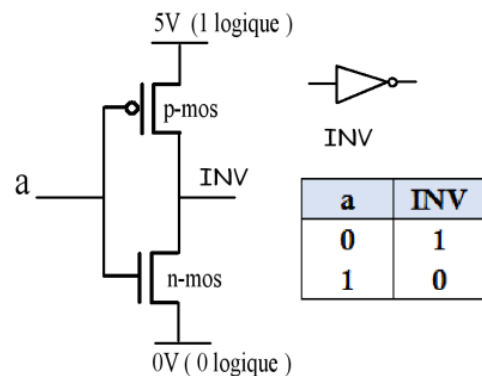 5V (1 logique )
p-mos
a
INV
n-mos
0V( 0 logique)
INV
a INV
0 1
1 0